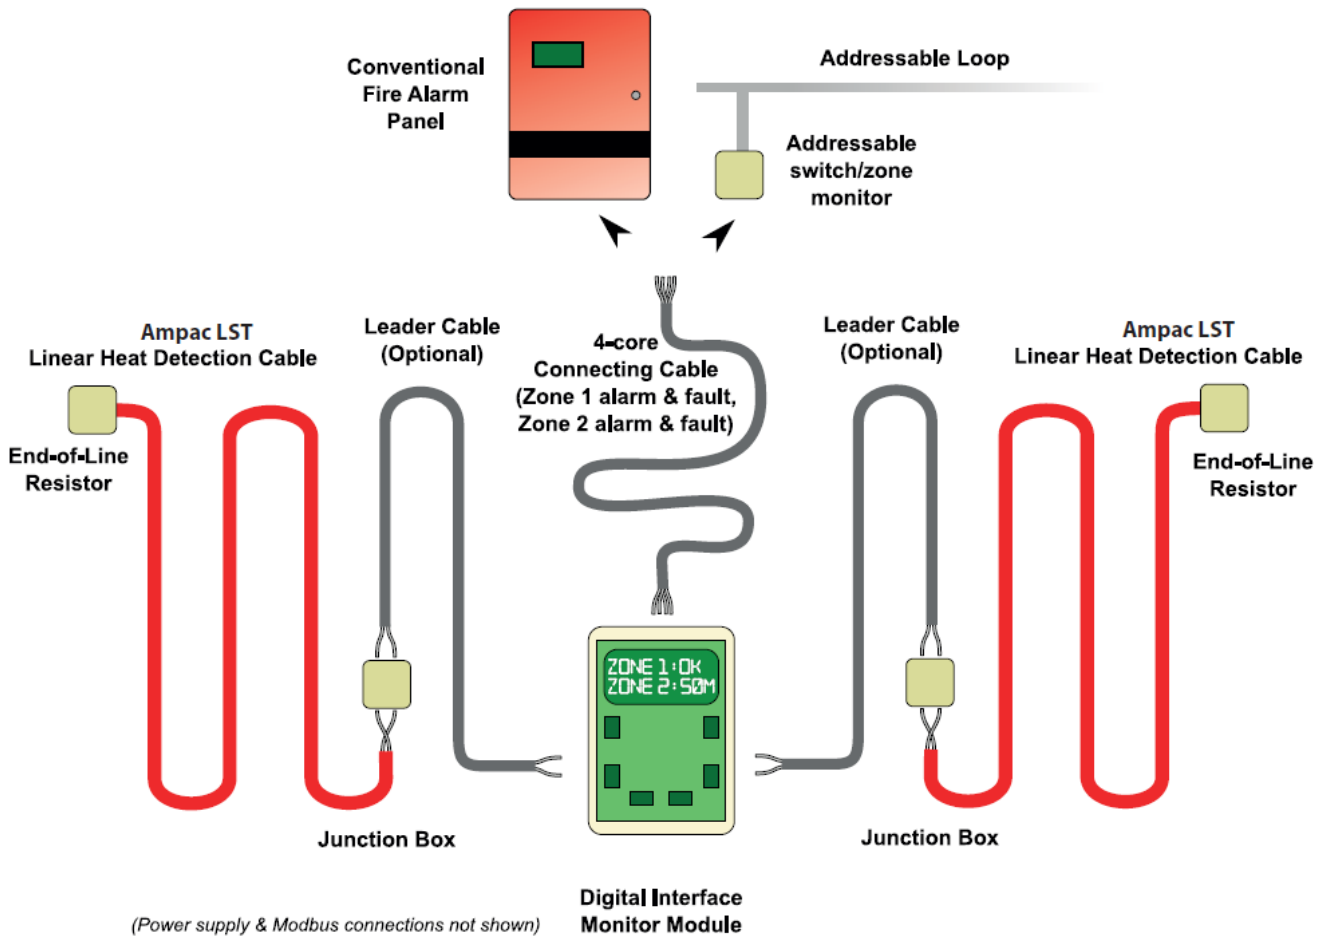 Conventional
Fire Alarm
Panel
Addressable Loop
Addressable
switch/zone
monitor
Ampac LST
Linear Heat Detection Cable
Leader Cable
(Optional)
4-core
Connecting Cable
(Zone 1 alarm & fault,
Zone 2 alarm & fault)
Leader Cable
(Optional)
Ampac LST
Linear Heat Detection Cable
End-of-Line
Resistor
End-of-Line
Resistor
ZONE 1:OK
ZONE 2:50M
Junction Box
Junction Box
Digital Interface
Monitor Module
(Power supply & Modbus connections not shown)